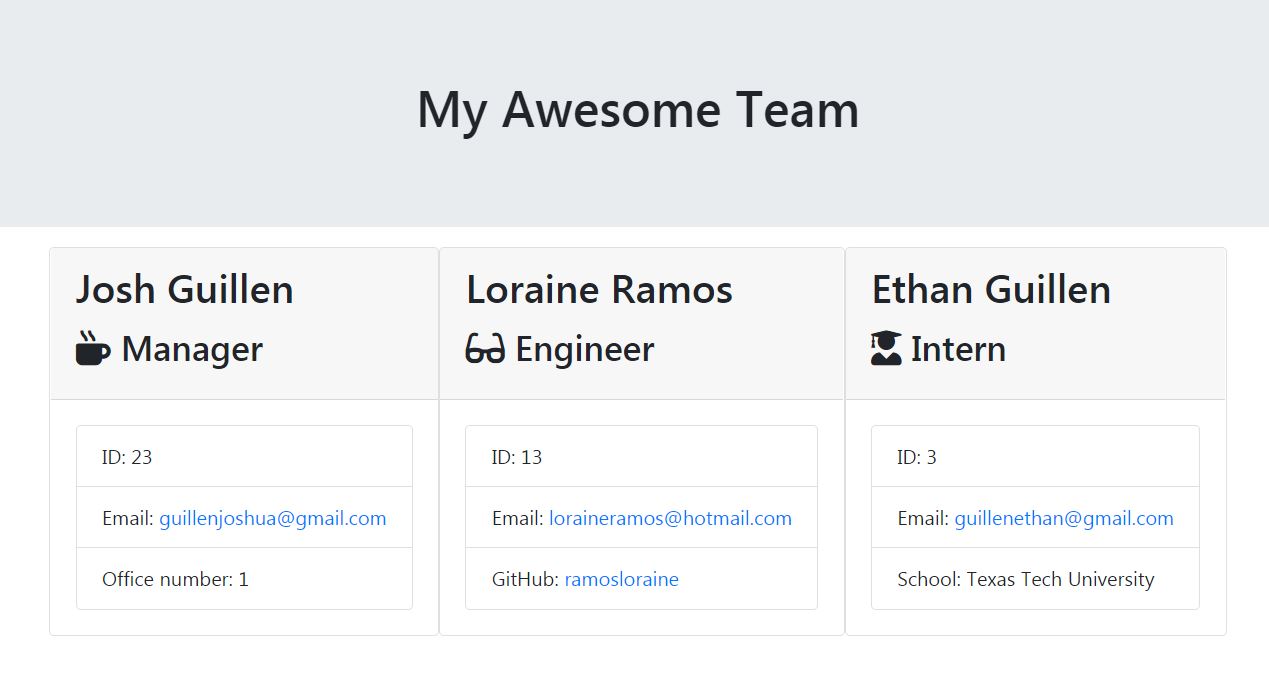 My Awesome Team
Josh Guillen
Manager
ID: 23
Email: guillenjoshua@gmail.com
Office number: 1
Loraine Ramos
Engineer
ID: 13
Email: loraineramos@hotmail.com
GitHub: ramosloraine
Ethan Guillen
Intern
ID: 3
Email: guillenethan@gmail.com
School: Texas Tech University